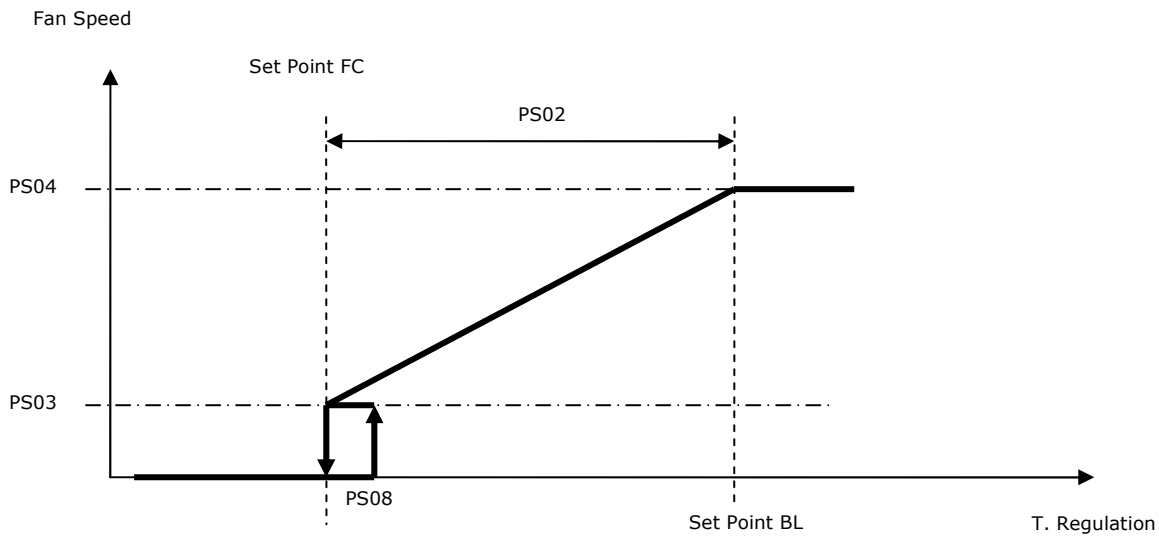 Fan Speed
Set Point FC
PS02
PS04
PS03
PS08
Set Point BL
T. Regulation